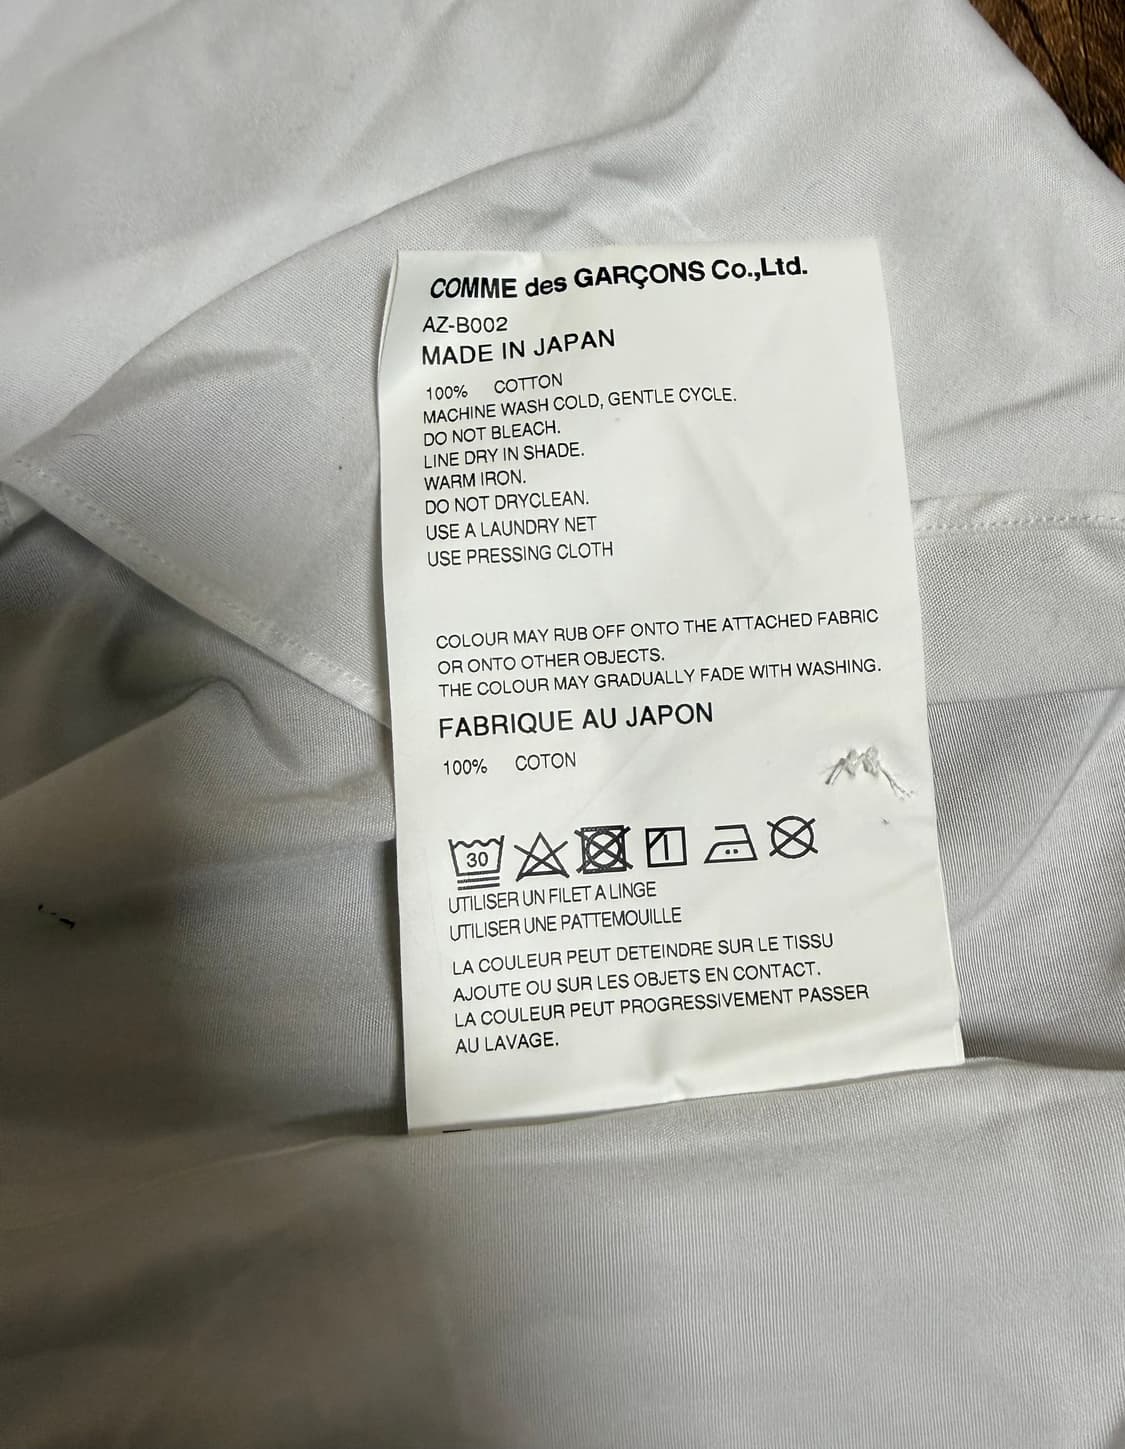 COMME des GARÇONS Co.,Ltd.
AZ-B002
MADE IN JAPAN
100% COTTON
MACHINE WASH COLD, GENTLE CYCLE.
DO NOT BLEACH.
LINE DRY IN SHADE.
WARM IRON.
DO NOT DRYCLEAN.
USE A LAUNDRY NET
USE PRESSING CLOTH
COLOUR MAY RUB OFF ONTO THE ATTACHED FABRIC
OR ONTO OTHER OBJECTS.
THE COLOUR MAY GRADUALLY FADE WITH WASHING.
FABRIQUE AU JAPON
100% COTON
30
UTILISER UN FILET A LINGE
UTILISER UNE PATTEMOUILLE
LA COULEUR PEUT DETEINDRE SUR LE TISSU
AJOUTE OU SUR LES OBJETS EN CONTACT.
LA COULEUR PEUT PROGRESSIVEMENT PASSER
AU LAVAGE.